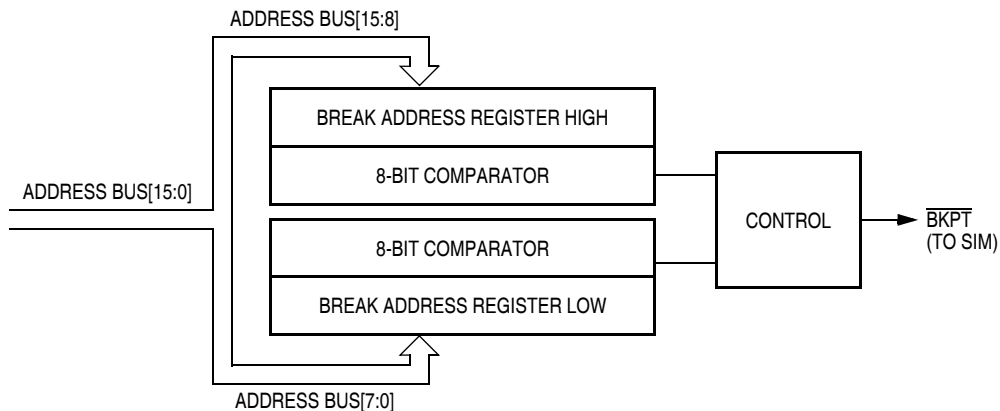 ADDRESS BUS[15:8]
BREAK ADDRESS REGISTER HIGH
8-BIT COMPARATOR
ADDRESS BUS[15:0]
CONTROL
BKPT
(TO SIM)
8-BIT COMPARATOR
BREAK ADDRESS REGISTER LOW
ADDRESS BUS[7:0]